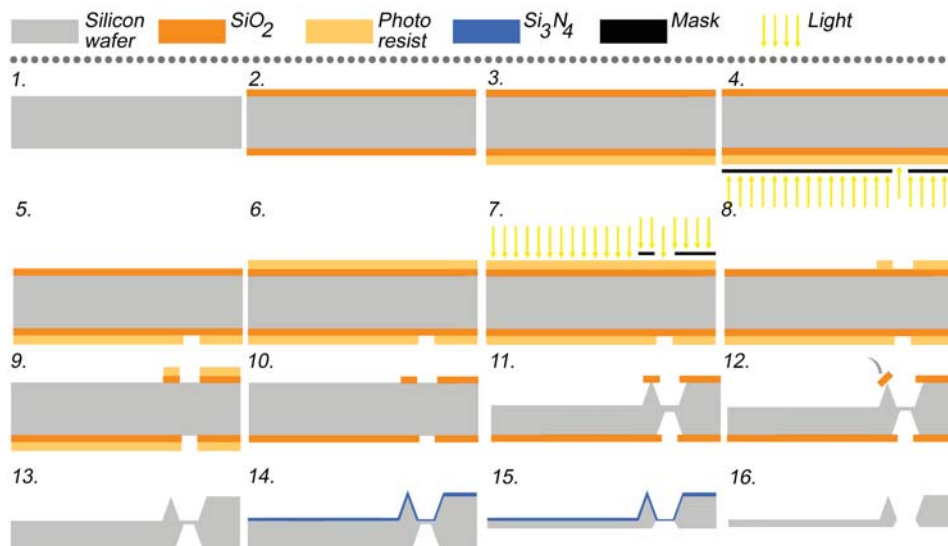 Silicon wafer
SiO2
Photo resist
Si3N4
Mask
Light
1.
2.
3.
4.
5.
6.
7.
8.
9.
10.
11.
12.
13.
14.
15.
16.